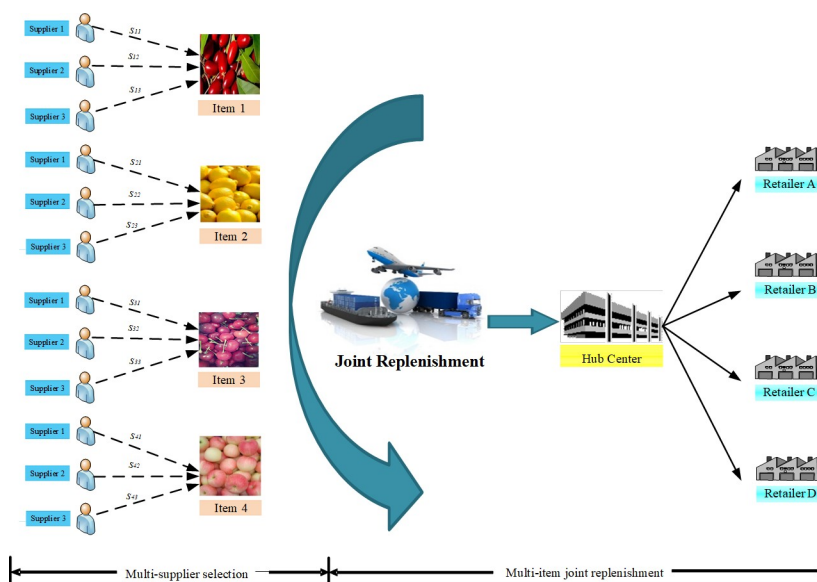 Supplier 1
S11
Supplier 2
S12
Supplier 3
S13
Item 1
Supplier 1
S21
Supplier 2
S22
Supplier 3
S23
Item 2
Supplier 1
S31
Supplier 2
S32
Supplier 3
S33
Item 3
Supplier 1
S41
Supplier 2
S42
Supplier 3
S43
Item 4
Joint Replenishment
Hub Center
Retailer A
Retailer B
Retailer C
Retailer D
Multi-supplier selection
Multi-item joint replenishment